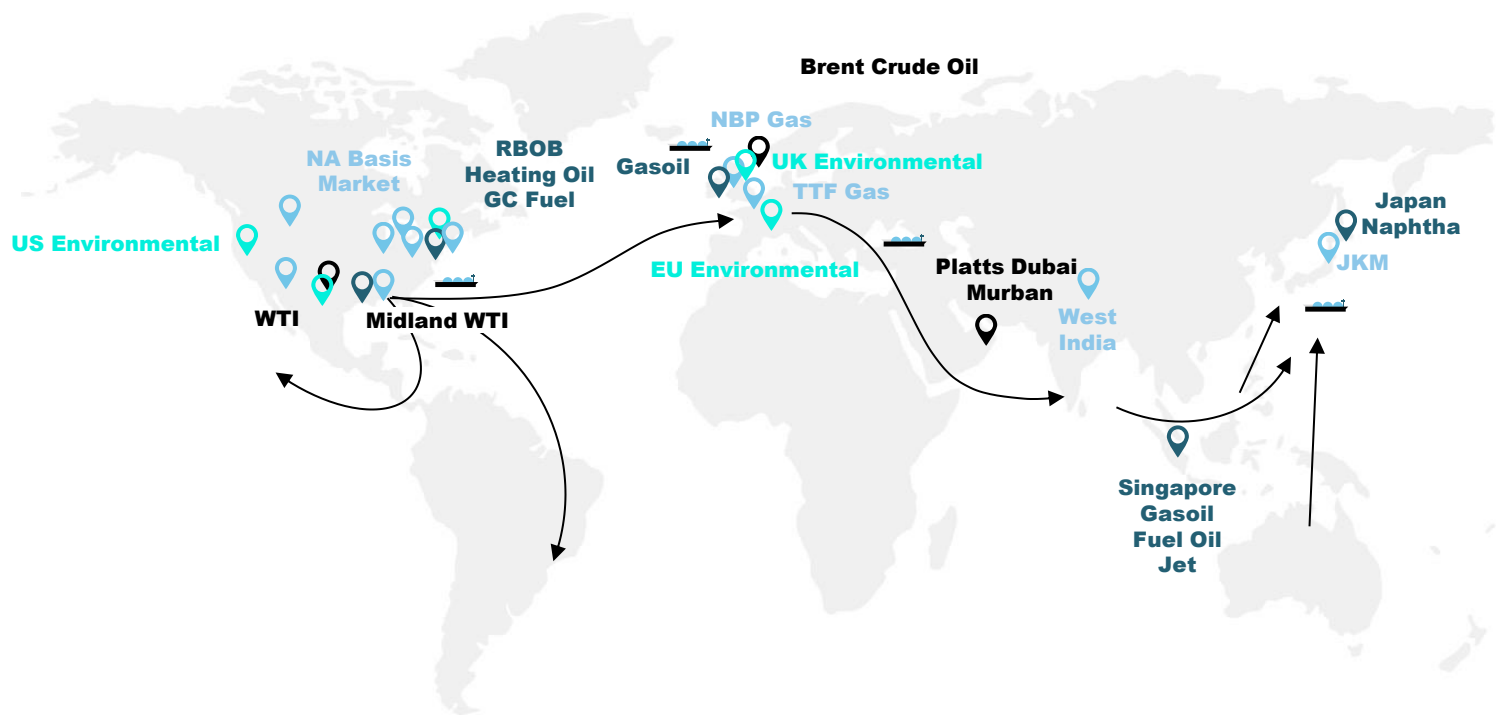 Brent Crude Oil
NBP Gas
RBOB
Heating Oil
GC Fuel
NA Basis
Market
Gasoil
UK Environmental
TTF Gas
US Environmental
EU Environmental
Japan
Naphtha
JKM
Platts Dubai
Murban
West
India
WTI
Midland WTI
Singapore
Gasoil
Fuel Oil
Jet